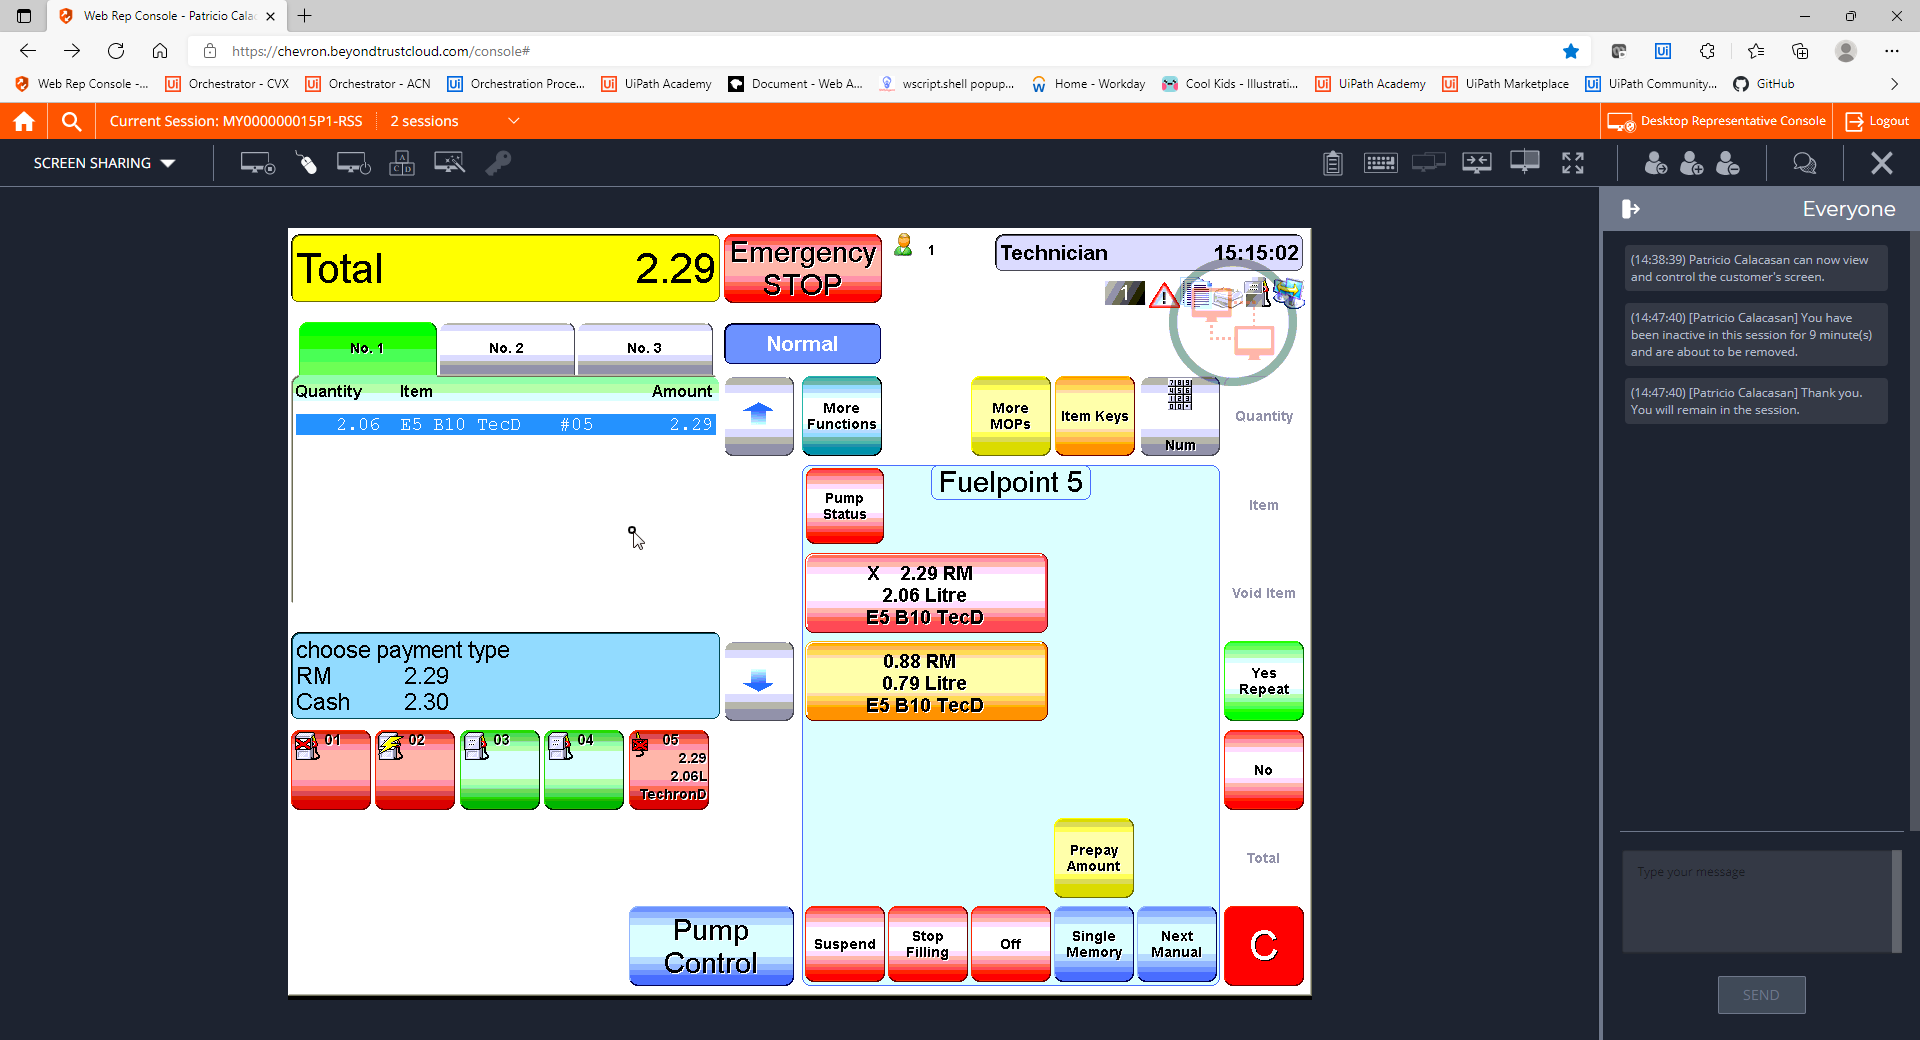 Web Rep Console - Patricio Cala
https://chevron.beyondtrustcloud.com/console#
Web Rep Console -...
Orchestrator - CVX
Orchestrator - ACN
Orchestration Proce...
UiPath Academy
Document - Web A...
wscript.shell popup...
Home - Workday
Cool Kids - Illustrati...
UiPath Academy
UiPath Marketplace
UiPath Community...
GitHub
Current Session: MY000000015P1-RSS
2 sessions
Desktop Representative Console
Logout
SCREEN SHARING
Everyone
(14:38:39) Patricio Calacasan can now view
and control the customer's screen.
(14:47:40) [Patricio Calacasan] You have
been inactive in this session for 9 minute(s)
and are about to be removed.
(14:47:40) [Patricio Calacasan] Thank you.
You will remain in the session.
Type your message
SEND
Total 2.29
Emergency
STOP
1
Technician 15:15:02
1
No. 1
No. 2
No. 3
Normal
Quantity Item Amount
2.06 E5 B10 TecD #05 2.29
More
Functions
More
MOPs
Item Keys
Num
Quantity
Fuelpoint 5
Pump
Status
Item
X 2.29 RM
2.06 Litre
E5 B10 TecD
Void Item
choose payment type
RM 2.29
Cash 2.30
0.88 RM
0.79 Litre
E5 B10 TecD
Yes
Repeat
01
02
03
04
05
2.29
2.06L
TechronD
No
Prepay
Amount
Total
Pump
Control
Suspend
Stop
Filling
Off
Single
Memory
Next
Manual
C